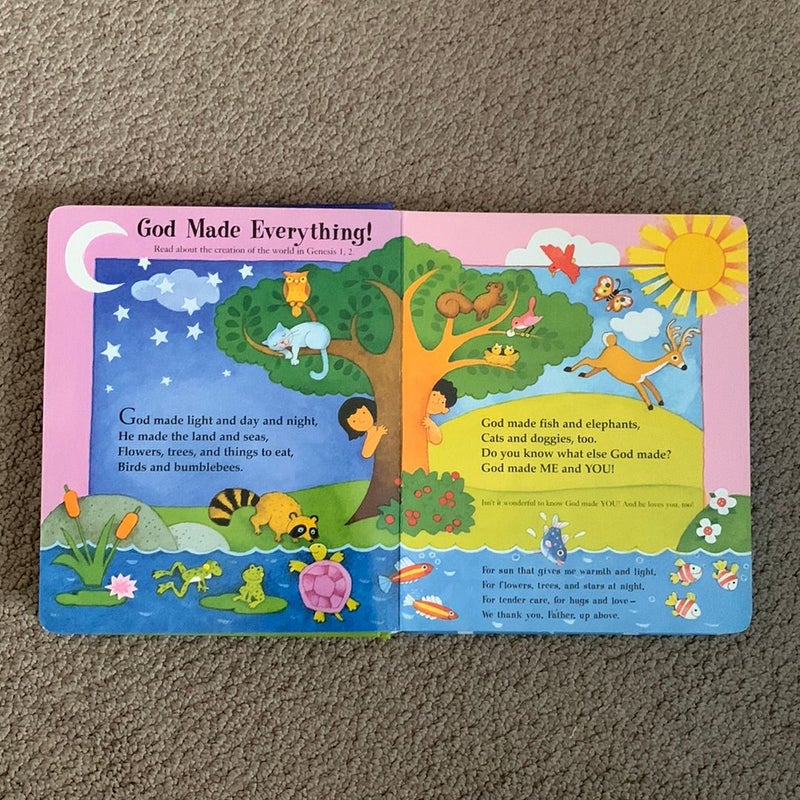 God Made Everything!
Read about the creation of the world in Genesis 1, 2.
God made light and day and night,
He made the land and seas,
Flowers, trees, and things to eat,
Birds and bumblebees.
God made fish and elephants,
Cats and doggies, too.
Do you know what else God made?
God made ME and YOU!
Isn't it wonderful to know God made YOU? And he loves you, too!
For sun that gives me warmth and light,
For flowers, trees, and stars at night,
For tender care, for hugs and love—
We thank you, Father, up above.